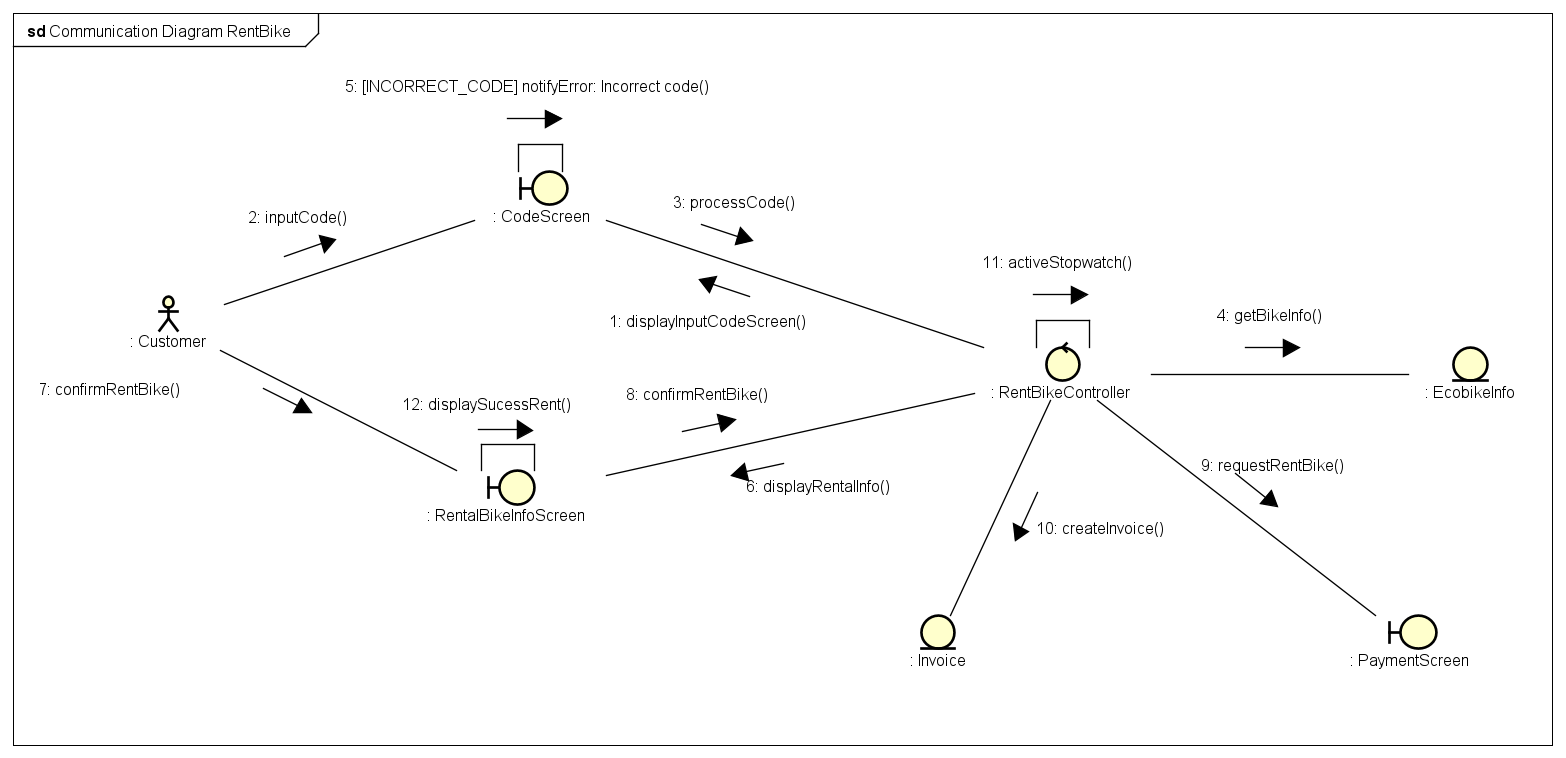 sd Communication Diagram RentBike
5: [INCORRECT_CODE] notifyError: Incorrect code()
3: processCode()
2: inputCode()
: CodeScreen
11: activeStopwatch()
4: getBikeInfo()
1: displayInputCodeScreen()
: Customer
7: confirmRentBike()
8: confirmRentBike()
: RentBikeController
: EcobikeInfo
12: displaySucessRent()
9: requestRentBike()
6: displayRentalInfo()
: RentalBikeInfoScreen
10: createInvoice()
: Invoice
: PaymentScreen